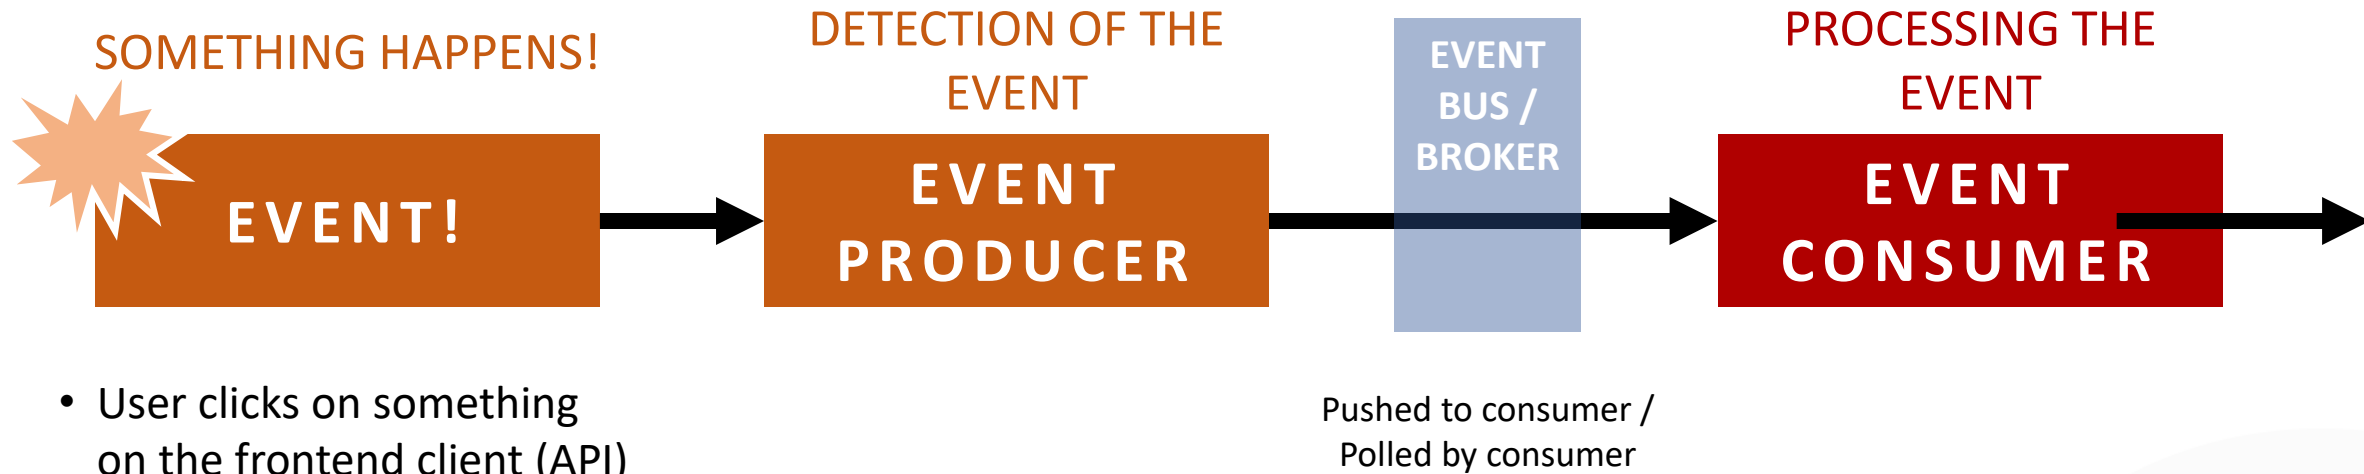 SOMETHING HAPPENS!
EVENT!
DETECTION OF THE
EVENT
EVENT
PRODUCER
EVENT
BUS /
BROKER
PROCESSING THE
EVENT
EVENT
CONSUMER
• User clicks on something
on the frontend client (API)
Pushed to consumer /
Polled by consumer